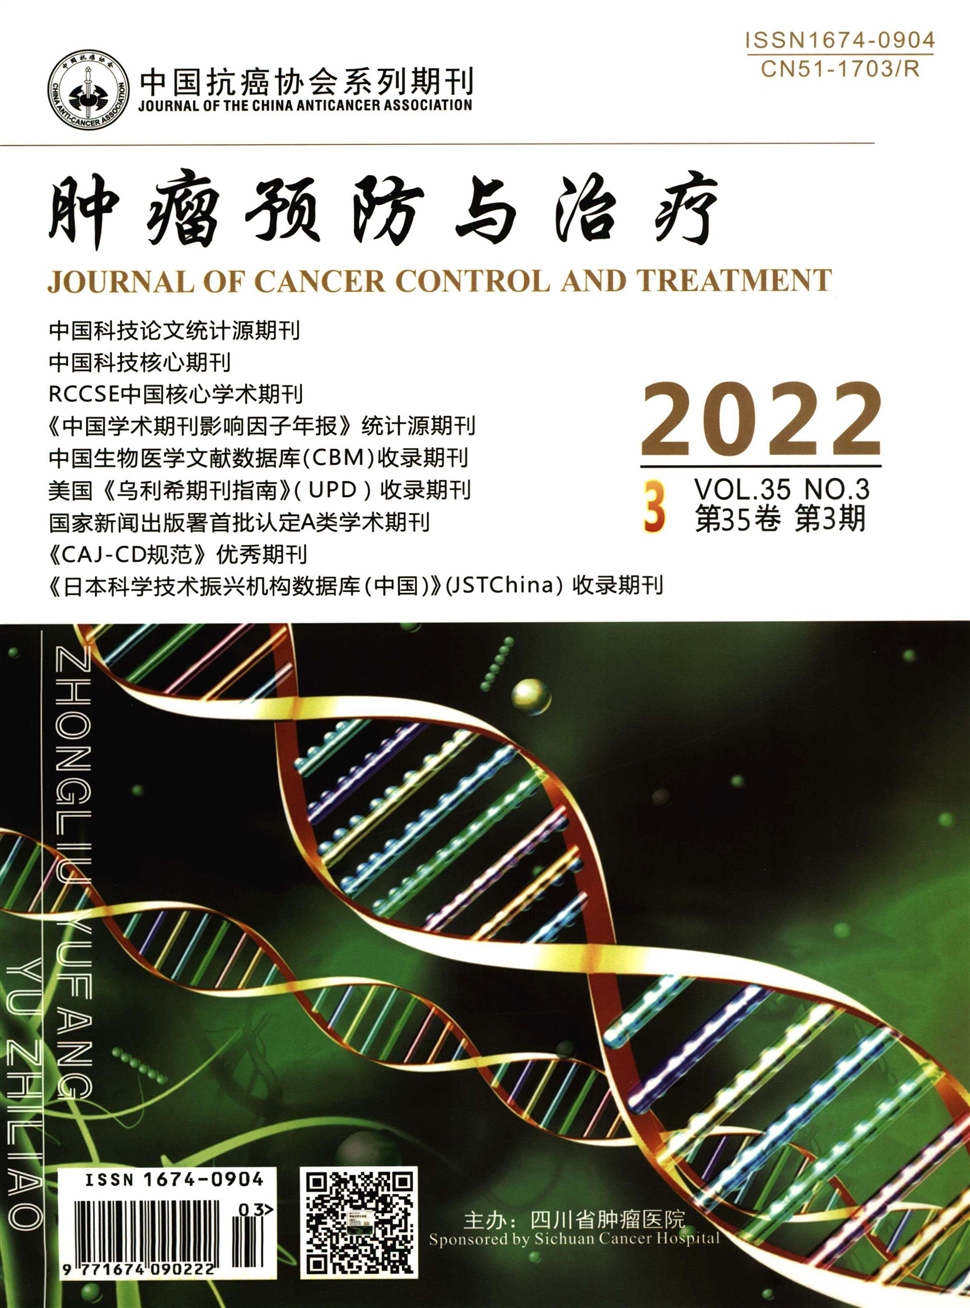 ISSN1674-0904
CN51-1703/R
中国抗癌协会系列期刊
JOURNAL OF THE CHINA ANTICANCER ASSOCIATION
中国抗癌协会
CHINA ANTI-CANCER ASSOCIATION
肿瘤预防与治疗
JOURNAL OF CANCER CONTROL AND TREATMENT
中国科技论文统计源期刊
中国科技核心期刊
RCCSE中国核心学术期刊
《中国学术期刊影响因子年报》统计源期刊
中国生物医学文献数据库(CBM)收录期刊
美国《乌利希期刊指南》(UPD)收录期刊
国家新闻出版署首批认定A类学术期刊
《CAJ-CD规范》优秀期刊
《日本科学技术振兴机构数据库(中国)》(JSTChina)收录期刊
2022
3
VOL.35 NO.3
第35卷 第3期
ZHONGLIU YUFANG
YU ZHILIAO
ISSN 1674-0904
03>
9 771674 090222
主办：四川省肿瘤医院
Sponsored by Sichuan Cancer Hospital